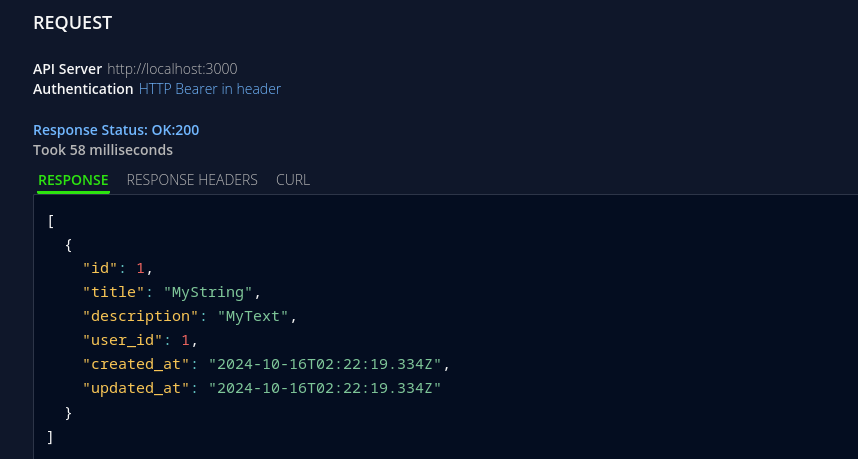 REQUEST
API Server http://localhost:3000
Authentication HTTP Bearer in header
Response Status: OK:200
Took 58 milliseconds
RESPONSE RESPONSE HEADERS CURL
[
  {
    "id": 1,
    "title": "MyString",
    "description": "MyText",
    "user_id": 1,
    "created_at": "2024-10-16T02:22:19.334Z",
    "updated_at": "2024-10-16T02:22:19.334Z"
  }
]